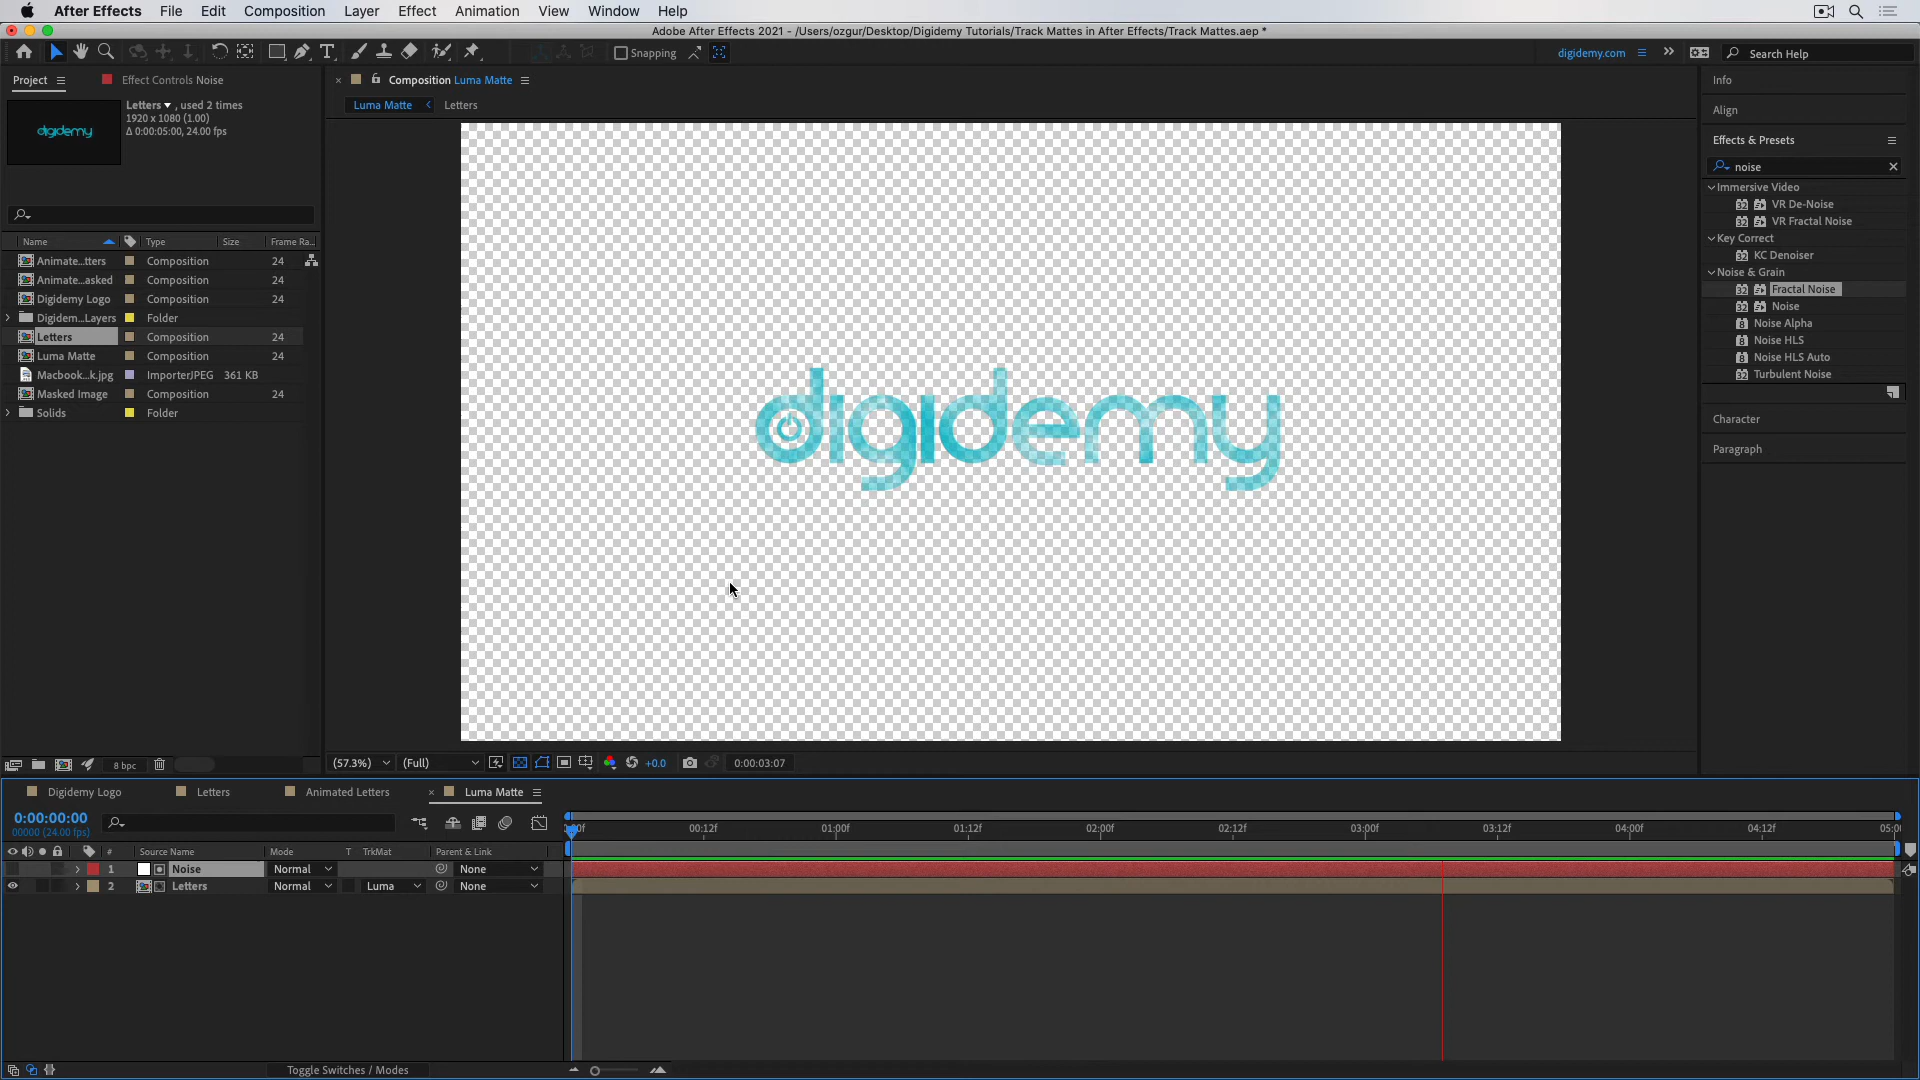 After Effects File Edit Composition Layer Effect Animation View Window Help
Adobe After Effects 2021 - /Users/ozgur/Desktop/Digidemy Tutorials/Track Mattes in After Effects/Track Mattes.aep *
Snapping digidemy.com Search Help
Project Effect Controls Noise
Composition Luma Matte
Info
Letters , used 2 times
1920 x 1080 (1.00)
Δ 0:00:05:00, 24.00 fps
digidemy
Luma Matte Letters
Align
Effects & Presets
noise
Immersive Video
VR De-Noise
VR Fractal Noise
Key Correct
KC Denoiser
Noise & Grain
Fractal Noise
Noise
Noise Alpha
Noise HLS
Noise HLS Auto
Turbulent Noise
Character
Paragraph
Name Type Size Frame Ra...
Animate...tters Composition 24
Animate...asked Composition 24
Digidemy Logo Composition 24
Digidem...Layers Folder
Letters Composition 24
Luma Matte Composition 24
Macbook...k.jpg ImporterJPEG 361 KB
Masked Image Composition 24
Solids Folder
digidemy
8 bpc
(57.3%) (Full) +0.0 0:00:03:07
Digidemy Logo Letters Animated Letters Luma Matte
0:00:00:00
00000 (24.00 fps)
00:12f 01:00f 01:12f 02:00f 02:12f 03:00f 03:12f 04:00f 04:12f 05:0
# Source Name Mode T TrkMat Parent & Link
1 Noise Normal None
2 Letters Normal Luma None
Toggle Switches / Modes